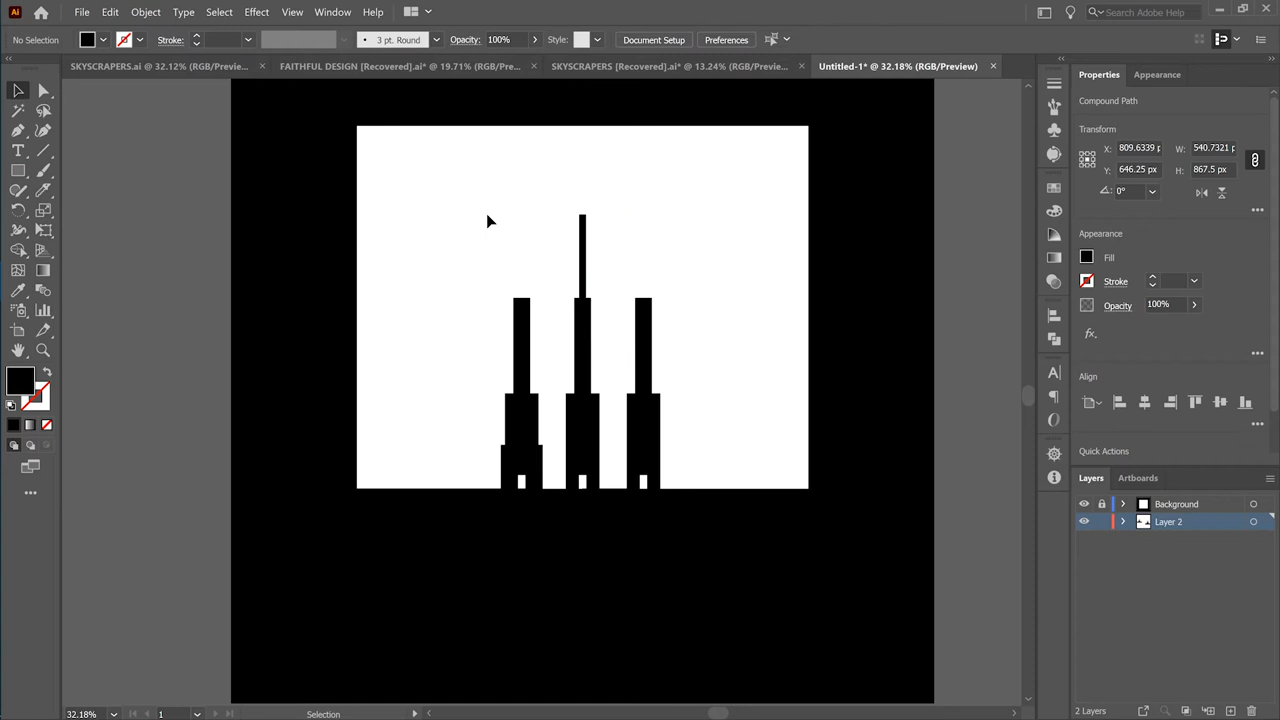 Ai File Edit Object Type Select Effect View Window Help Search Adobe Help
No Selection Stroke: 3 pt. Round Opacity: 100% Style: Document Setup Preferences
SKYSCRAPERS.ai @ 32.12% (RGB/Previe... × FAITHFUL DESIGN [Recovered].ai* @ 19.71% (RGB/Pre... × SKYSCRAPERS [Recovered].ai* @ 13.24% (RGB/Previe... × Untitled-1* @ 32.18% (RGB/Preview) ×
Properties Appearance
Compound Path
Transform
X: 809.6339 p W: 540.7321 p
Y: 646.25 px H: 867.5 px
0°
Appearance
Fill
Stroke
Opacity 100%
fx.
Align
Quick Actions
Layers Artboards
Background
Layer 2
2 Layers
32.18% 1 Selection